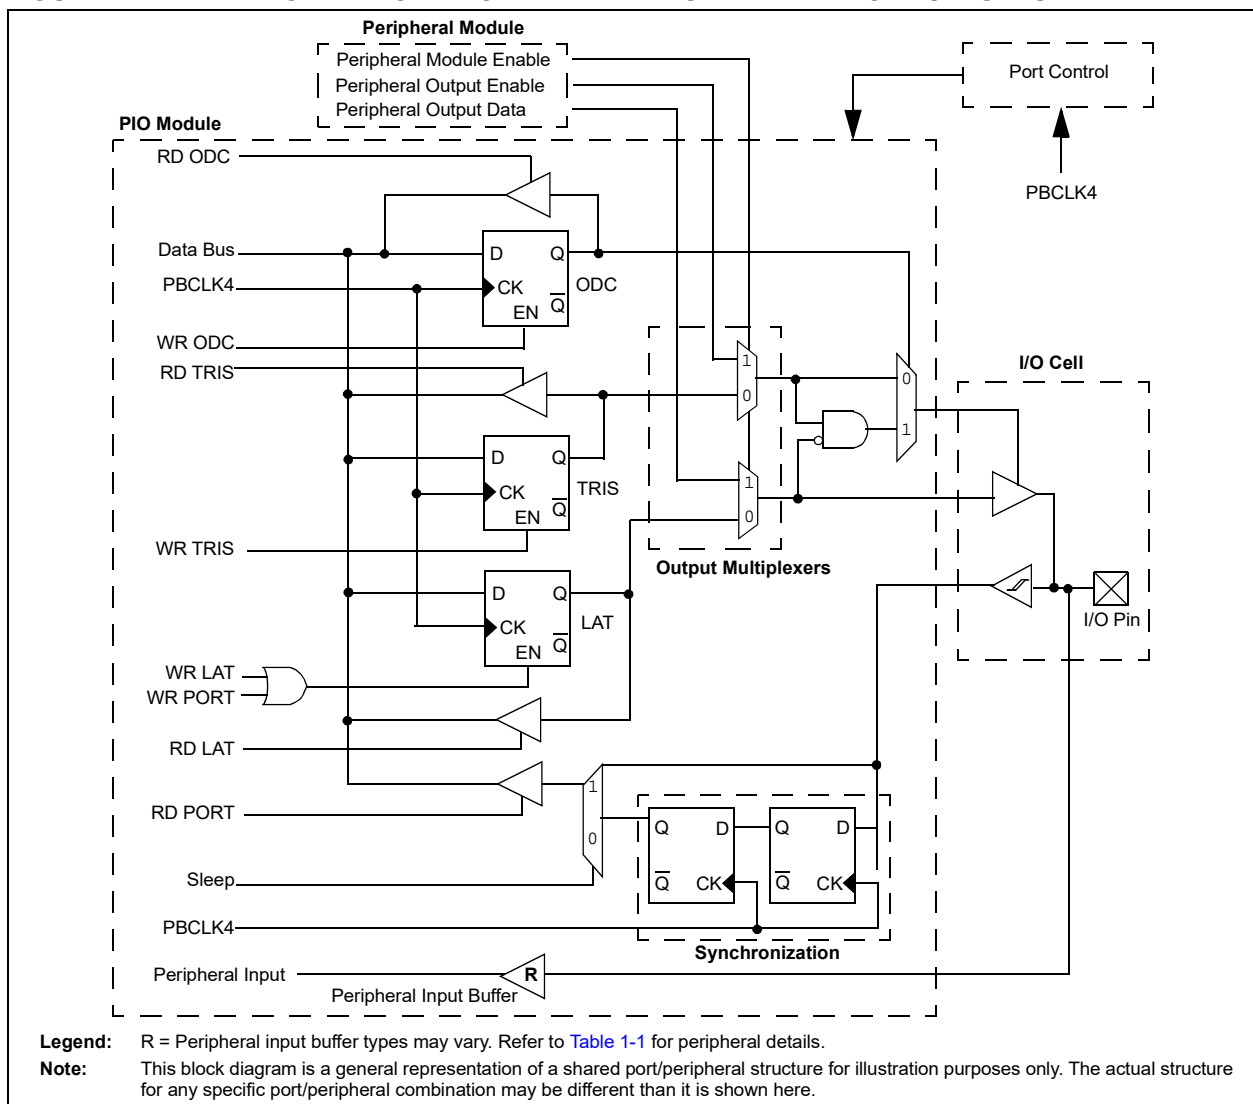 Peripheral Module
Peripheral Module Enable
Peripheral Output Enable
Peripheral Output Data
Port Control
PBCLK4
PIO Module
RD ODC
Data Bus
PBCLK4
WR ODC
RD TRIS
D Q
CK
EN Q
ODC
D Q
CK
EN Q
TRIS
WR TRIS
D Q
CK
EN Q
LAT
WR LAT
WR PORT
RD LAT
RD PORT
Sleep
PBCLK4
1
0
1
0
Output Multiplexers
0
1
I/O Cell
I/O Pin
1
0
Q D
Q CK
Q D
Q CK
Synchronization
Peripheral Input
R
Peripheral Input Buffer
Legend: R = Peripheral input buffer types may vary. Refer to Table 1-1 for peripheral details.
Note: This block diagram is a general representation of a shared port/peripheral structure for illustration purposes only. The actual structure
for any specific port/peripheral combination may be different than it is shown here.